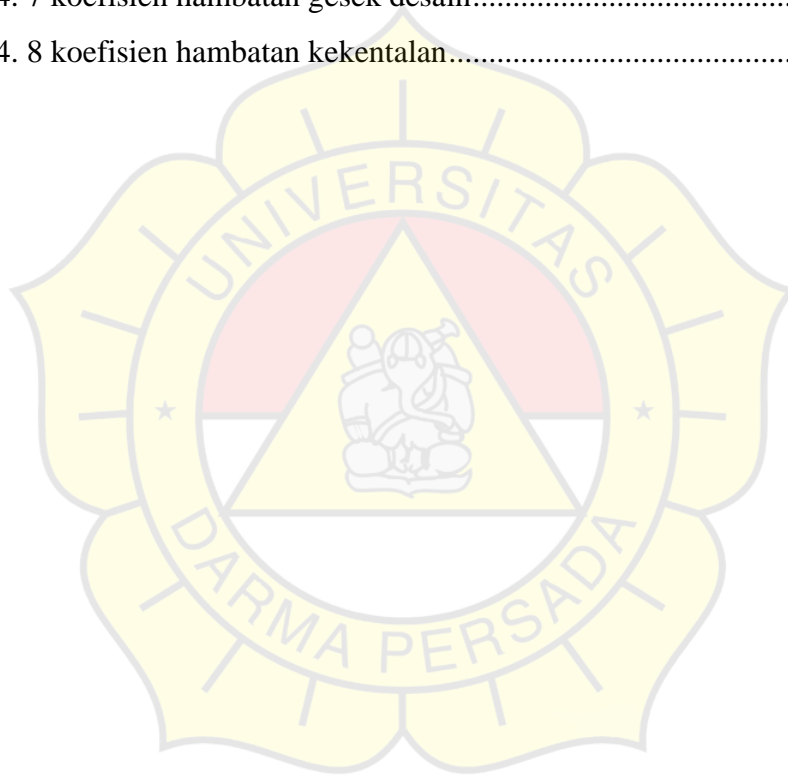 4. 7 koefisien hambatan gesek desain....................................
4. 8 koefisien hambatan kekentalan.......................................
UNIVERSITAS
DARMA PERSADA